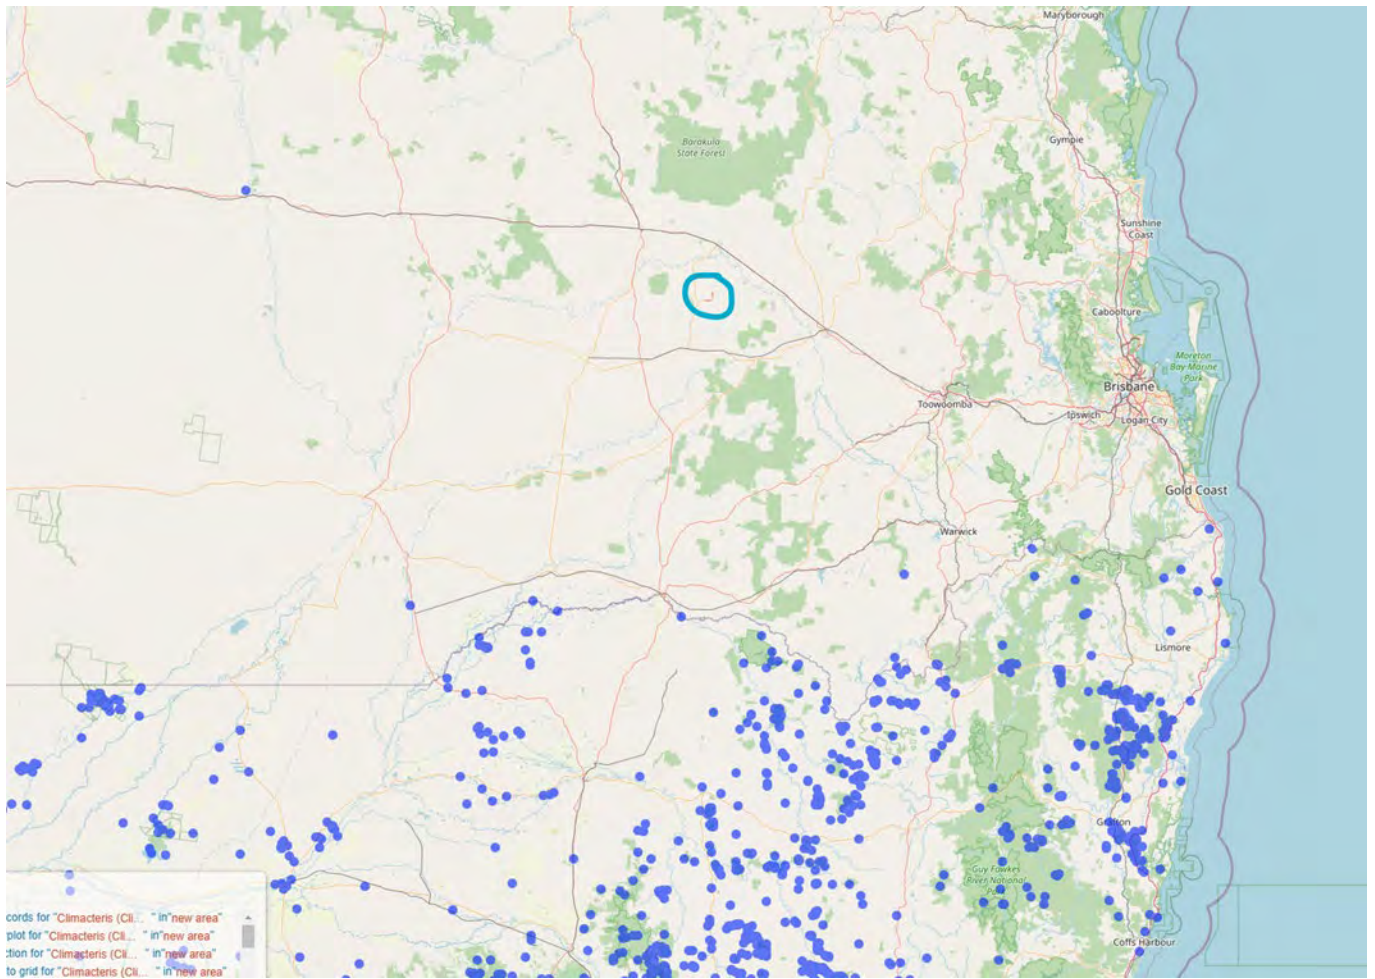 Maryborough
Barakula
State Forest
Gympie
Sunshine
Coast
Caboolture
Moreton
Bay Marine
Park
Brisbane
Toowoomba
Ipswich
Logan City
Gold Coast
Warwick
Lismore
Guy Fawkes
River National
Coffs Harbour
cords for "Climacteris (Cli... " in"new area"
plot for "Climacteris (Cli... " in"new area"
ction for "Climacteris (Cli... " in"new area"
to grid for "Climacteris (Cli... " in"new area"